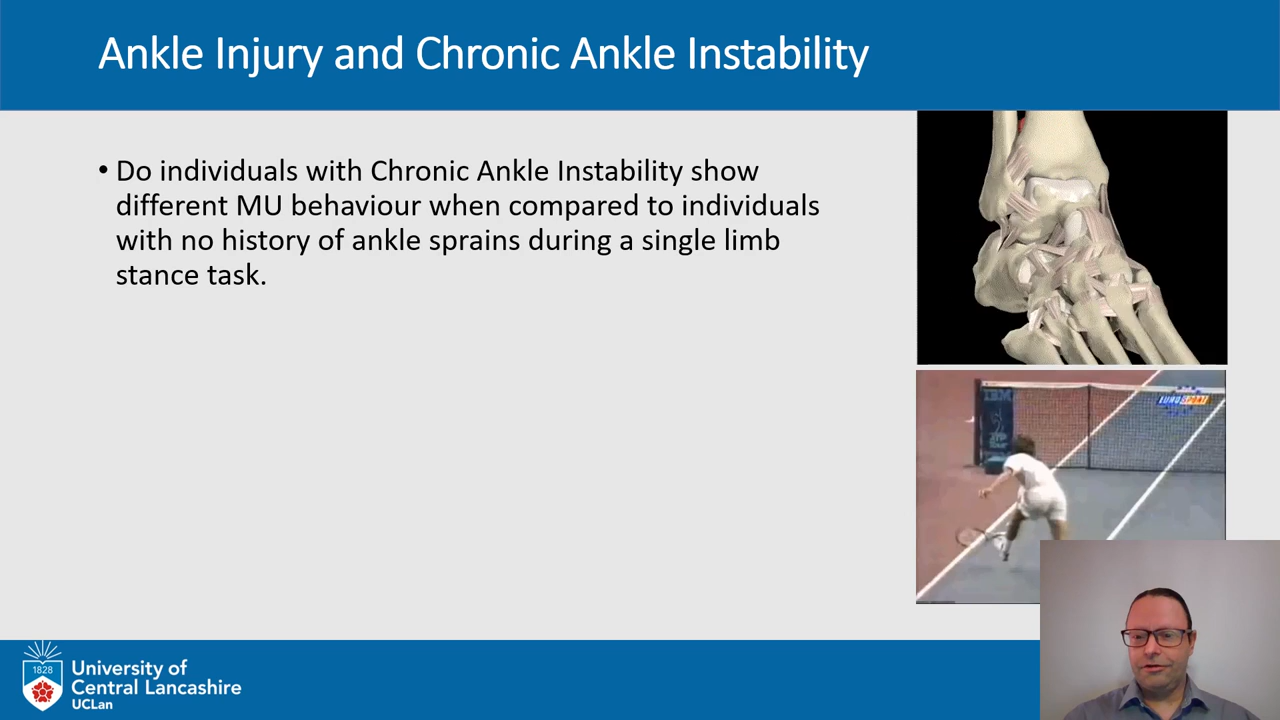 Ankle Injury and Chronic Ankle Instability
• Do individuals with Chronic Ankle Instability show
different MU behaviour when compared to individuals
with no history of ankle sprains during a single limb
stance task.
IBM
ATP
EUROSPORT
1828
University of
Central Lancashire
UCLan